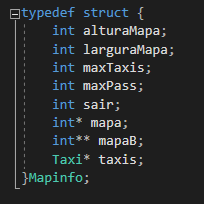 typedef struct {
int alturaMapa;
int larguraMapa;
int maxTaxis;
int maxPass;
int sair;
int* mapa;
int** mapaB;
Taxi* taxis;
}Mapinfo;